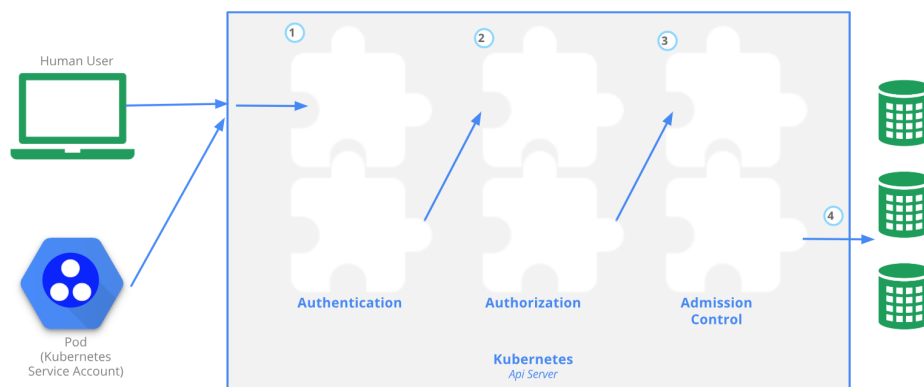 1
2
3
Human User
4
Authentication
Authorization
Admission
Control
Pod
(Kubernetes
Service Account)
Kubernetes
Api Server